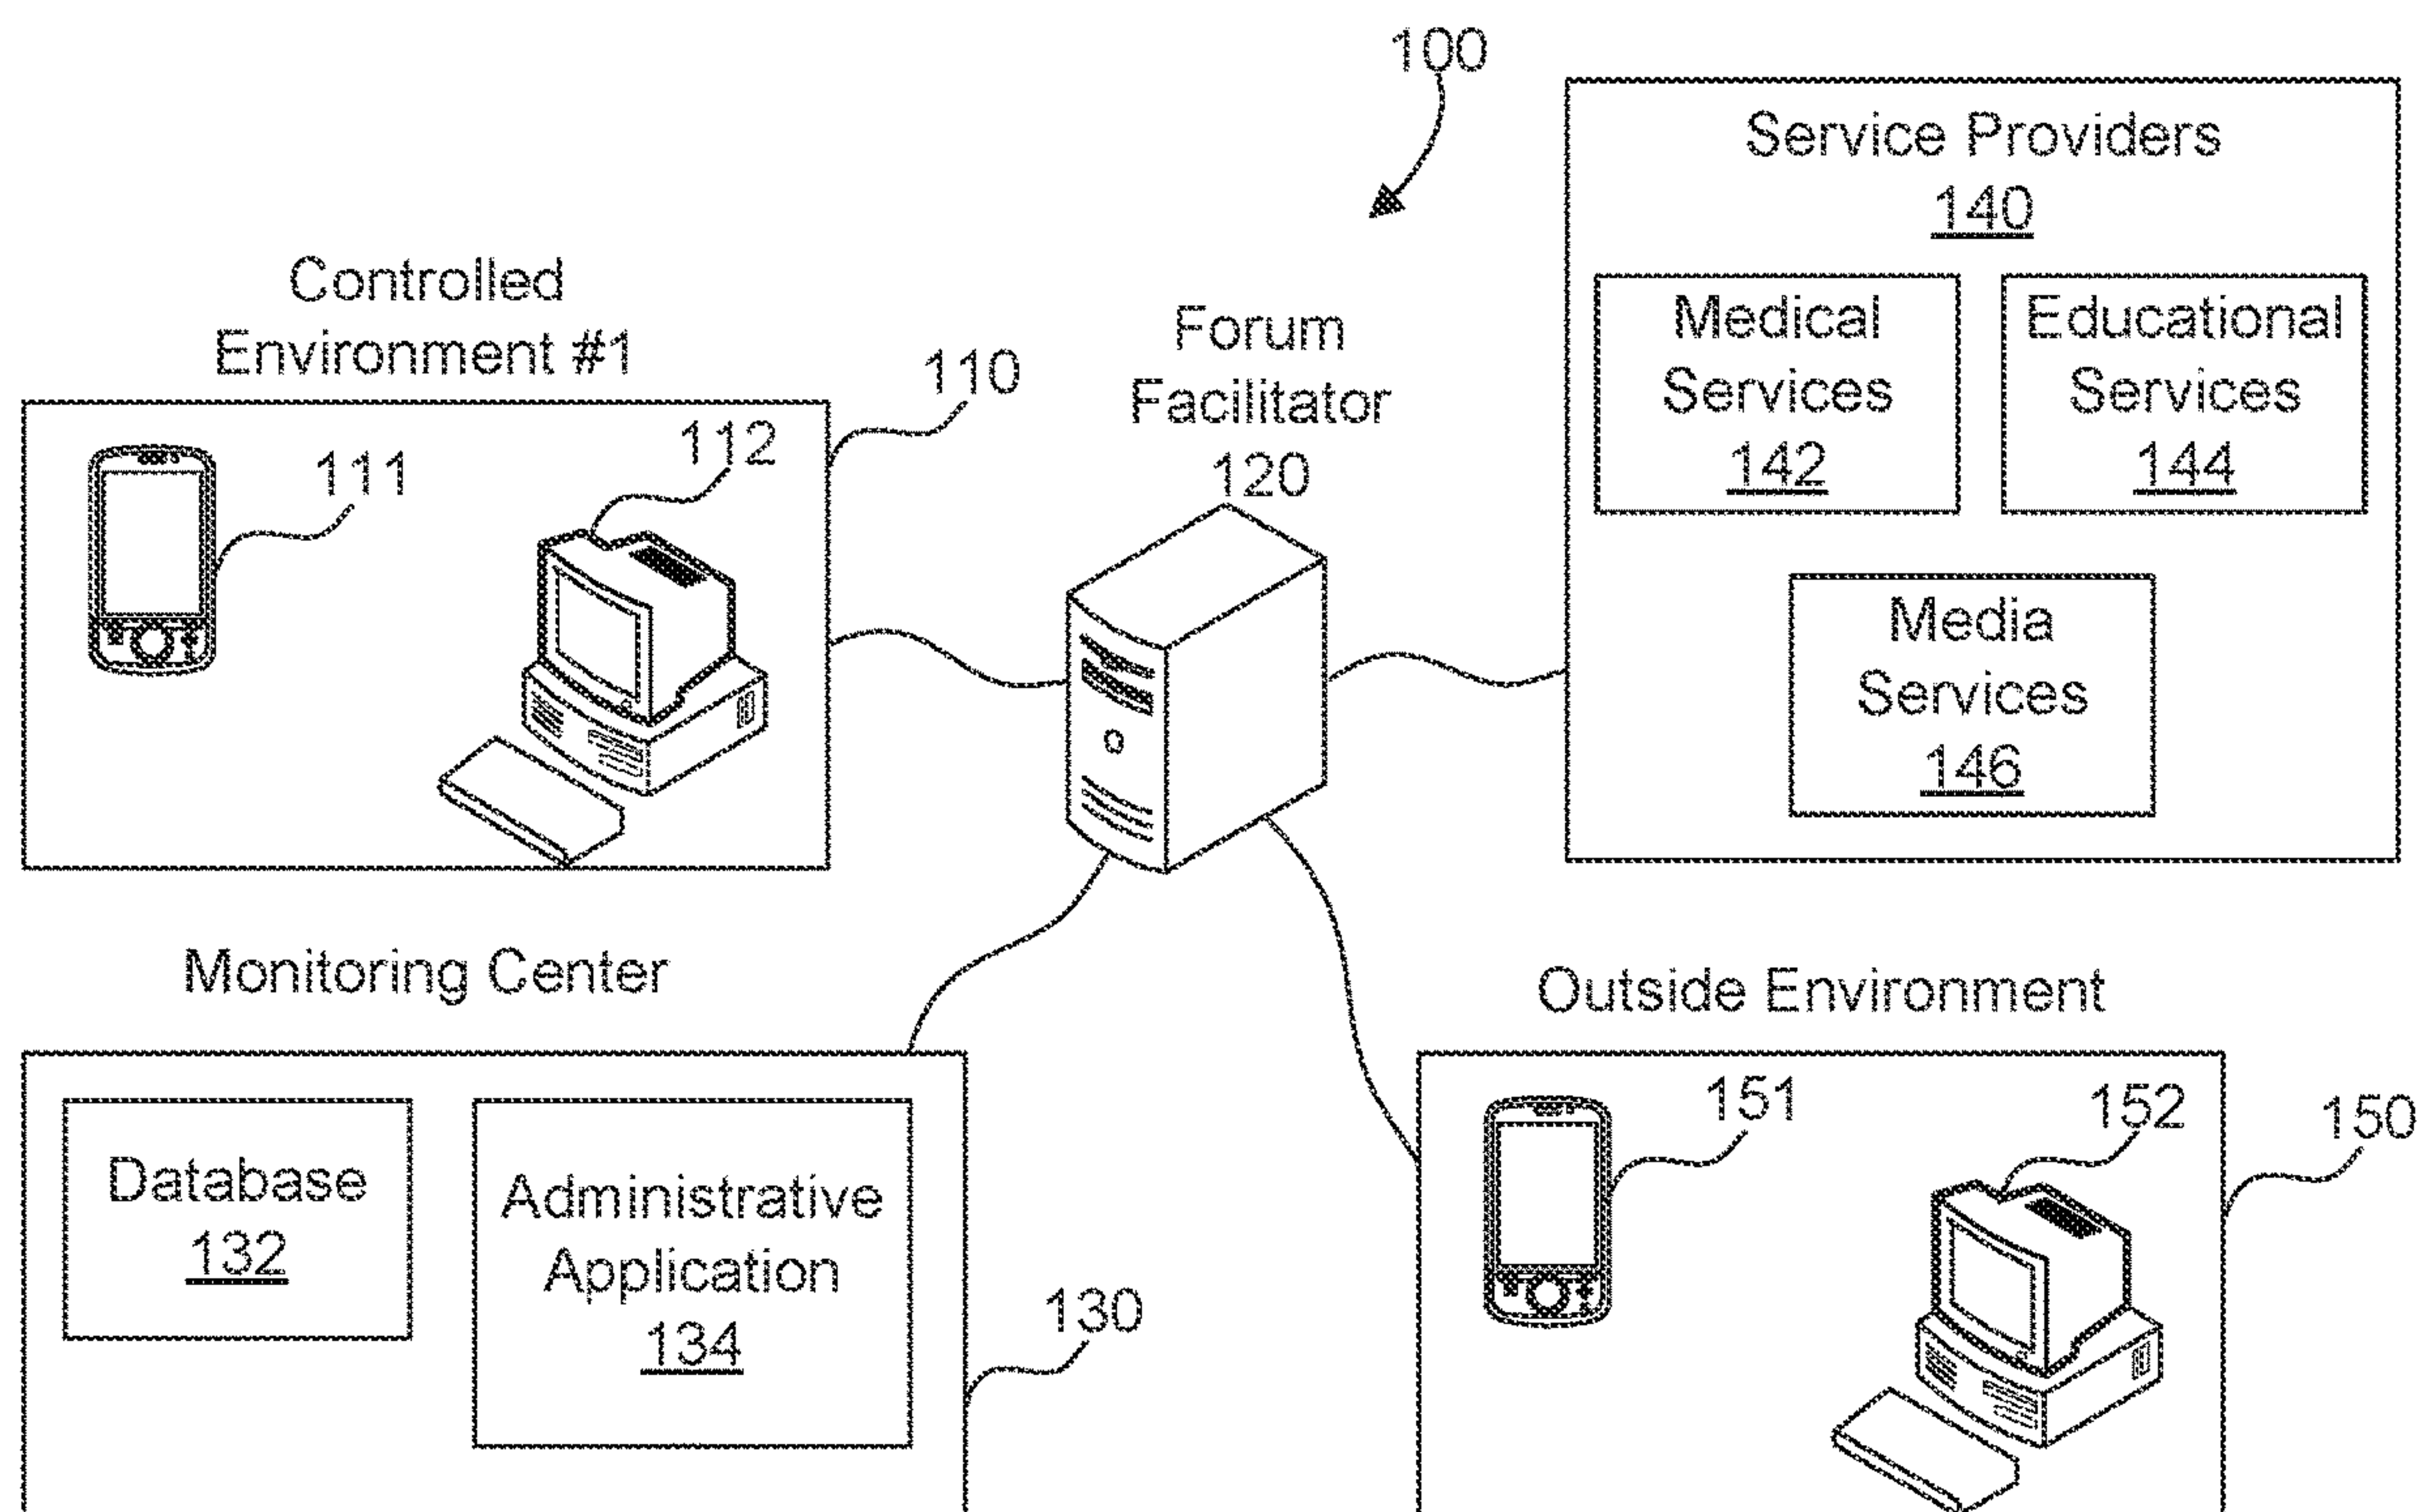 100
Service Providers
140
Medical
Services
142
Educational
Services
144
Media
Services
146
Controlled
Environment #1
110
111
112
Forum
Facilitator
120
Monitoring Center
Database
132
Administrative
Application
134
130
Outside Environment
151
152
150